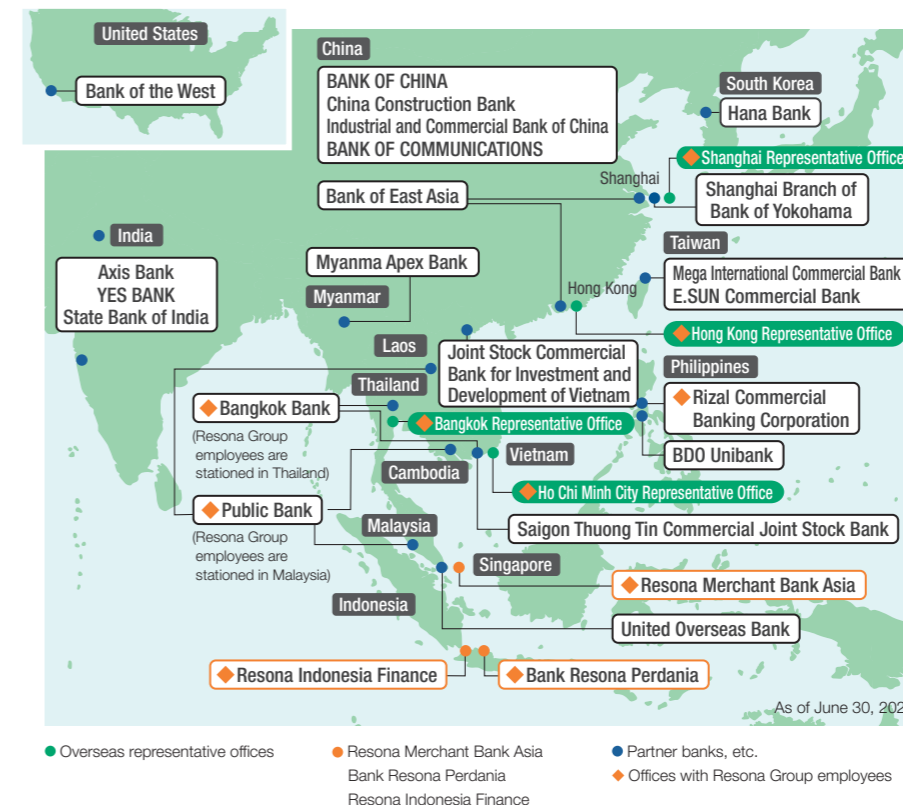 United States
Bank of the West
China
BANK OF CHINA
China Construction Bank
Industrial and Commercial Bank of China
BANK OF COMMUNICATIONS
South Korea
Hana Bank
Shanghai Representative Office
Shanghai
Bank of East Asia
Shanghai Branch of
Bank of Yokohama
India
Axis Bank
YES BANK
State Bank of India
Myanma Apex Bank
Myanmar
Taiwan
Mega International Commercial Bank
E.SUN Commercial Bank
Hong Kong
Hong Kong Representative Office
Laos
Joint Stock Commercial
Bank for Investment and
Development of Vietnam
Philippines
Rizal Commercial
Banking Corporation
BDO Unibank
Thailand
Bangkok Bank
(Resona Group
employees are
stationed in Thailand)
Bangkok Representative Office
Cambodia
Vietnam
Ho Chi Minh City Representative Office
Public Bank
(Resona Group
employees are
stationed in Malaysia)
Malaysia
Saigon Thuong Tin Commercial Joint Stock Bank
Singapore
Resona Merchant Bank Asia
Indonesia
United Overseas Bank
Resona Indonesia Finance
Bank Resona Perdania
As of June 30,
Overseas representative offices
Resona Merchant Bank Asia
Bank Resona Perdania
Resona Indonesia Finance
Partner banks, etc.
Offices with Resona Group employees